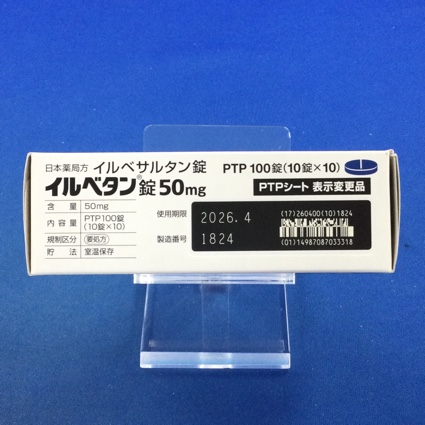 日本薬局方 イルベサルタン錠 PTP 100錠(10錠×10)
イルベタン®錠50mg PTPシート 表示変更品
含量 50mg
内容量 PTP100錠
(10錠×10)
規制区分 要処方
貯法 室温保存
使用期限 2026.4
製造番号 1824
(17)260400(10)1824
(01)14987087033318